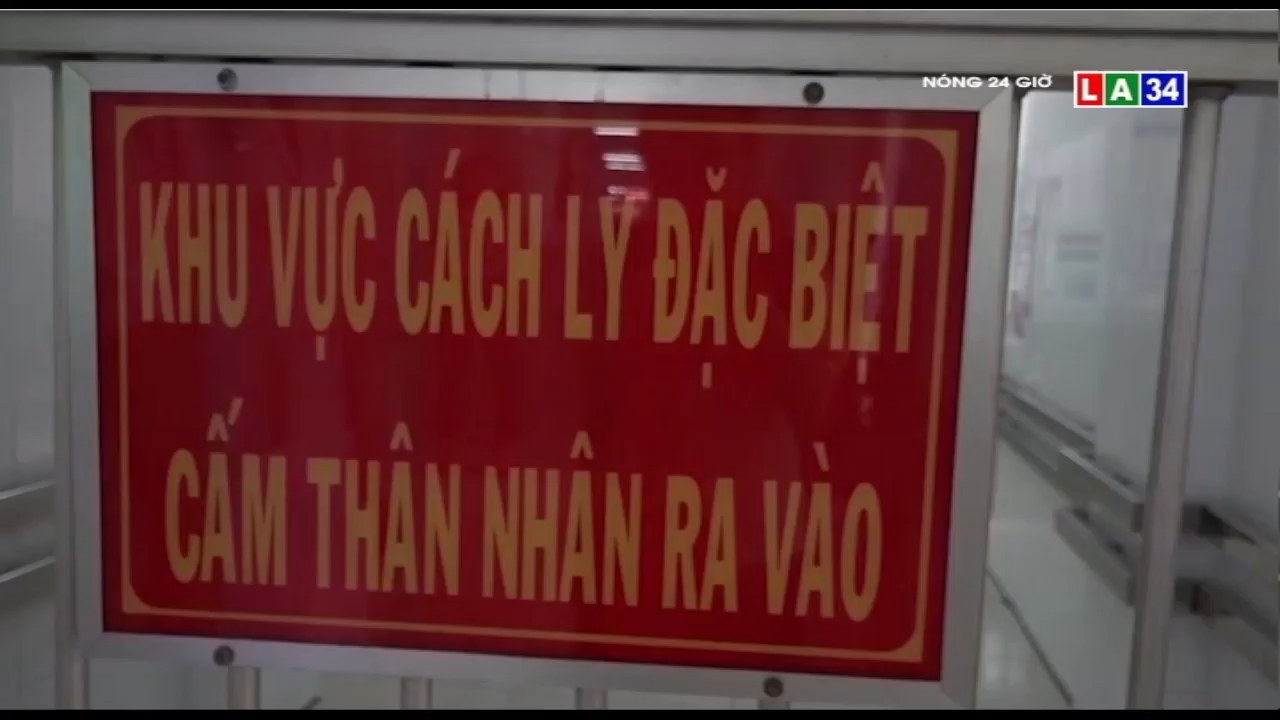 NÓNG 24 GIỜ
LA34
KHU VỰC CÁCH LY ĐẶC BIỆT
CẤM THÂN NHÂN RA VÀO